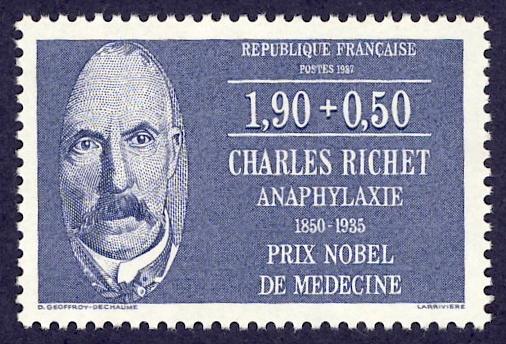 REPUBLIQUE FRANÇAISE
POSTES 1987
1,90 + 0,50
CHARLES RICHET
ANAPHYLAXIE
1850-1935
PRIX NOBEL
DE MEDECINE
D. GEOFFROY-DECHAUME
LARRIVIERE